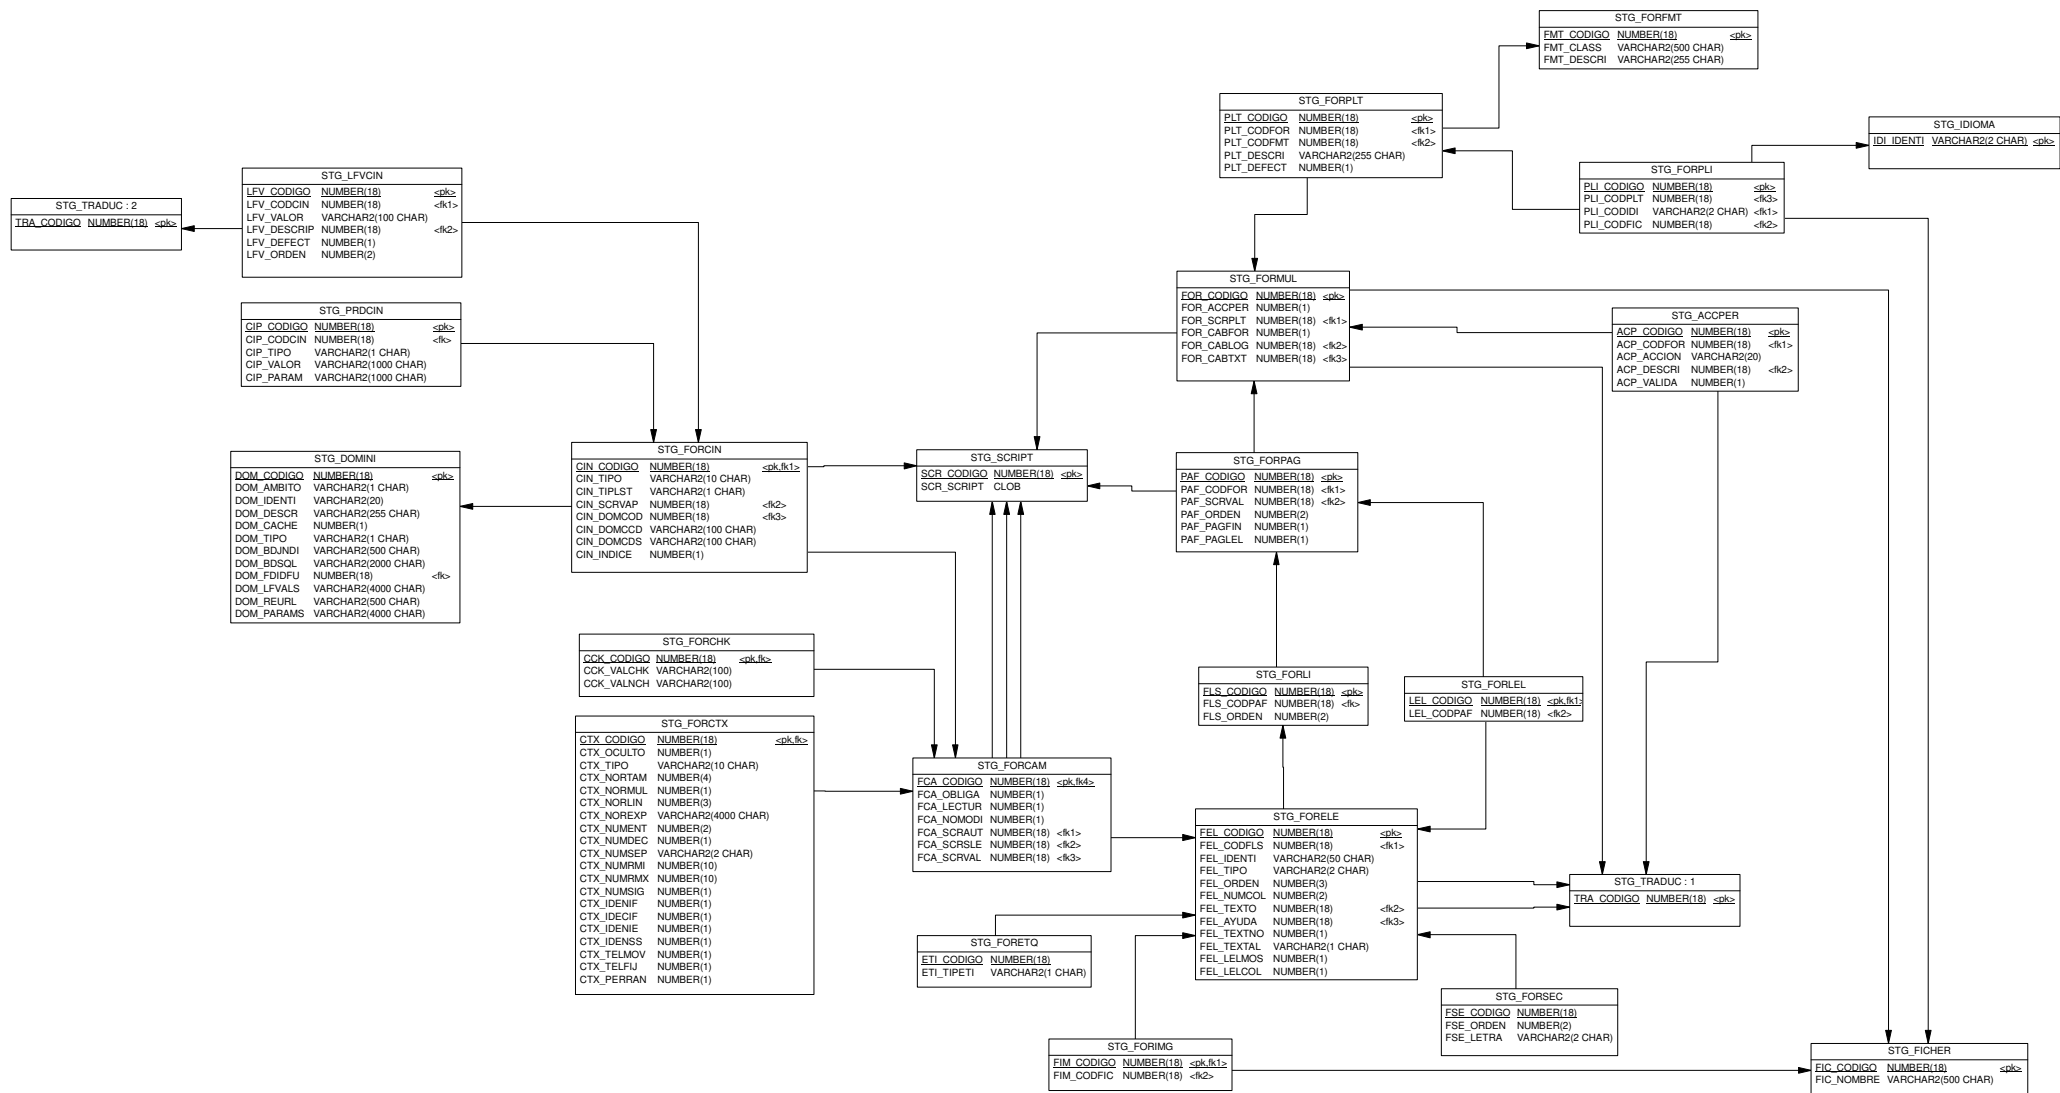 STG_FORFMT
FMT_CODIGO NUMBER(18) <pk>
FMT_CLASS VARCHAR2(500 CHAR)
FMT_DESCRI VARCHAR2(255 CHAR)
STG_FORPLT
PLT_CODIGO NUMBER(18) <pk>
PLT_CODFOR NUMBER(18) <fk1>
PLT_CODFMT NUMBER(18) <fk2>
PLT_DESCRI VARCHAR2(255 CHAR)
PLT_DEFECT NUMBER(1)
STG_IDIOMA
IDI_IDENTI VARCHAR2(2 CHAR) <pk>
STG_FORPLI
PLI_CODIGO NUMBER(18) <pk>
PLI_CODPLT NUMBER(18) <fk3>
PLI_CODIDI VARCHAR2(2 CHAR) <fk1>
PLI_CODFIC NUMBER(18) <fk2>
STG_LFVCIN
LFV_CODIGO NUMBER(18) <pk>
LFV_CODCIN NUMBER(18) <fk1>
LFV_VALOR VARCHAR2(100 CHAR)
LFV_DESCRIP NUMBER(18) <fk2>
LFV_DEFECT NUMBER(1)
LFV_ORDEN NUMBER(2)
STG_TRADUC : 2
TRA_CODIGO NUMBER(18) <pk>
STG_PRDCIN
CIP_CODIGO NUMBER(18) <pk>
CIP_CODCIN NUMBER(18) <fk>
CIP_TIPO VARCHAR2(1 CHAR)
CIP_VALOR VARCHAR2(1000 CHAR)
CIP_PARAM VARCHAR2(1000 CHAR)
STG_FORMUL
FOR_CODIGO NUMBER(18) <pk>
FOR_ACCPER NUMBER(1)
FOR_SCRPLT NUMBER(18) <fk1>
FOR_CABFOR NUMBER(1)
FOR_CABLOG NUMBER(18) <fk2>
FOR_CABTXT NUMBER(18) <fk3>
STG_ACCPER
ACP_CODIGO NUMBER(18) <pk>
ACP_CODFOR NUMBER(18) <fk1>
ACP_ACCION VARCHAR2(20)
ACP_DESCRI NUMBER(18) <fk2>
ACP_VALIDA NUMBER(1)
STG_DOMINI
DOM_CODIGO NUMBER(18) <pk>
DOM_AMBITO VARCHAR2(1 CHAR)
DOM_IDENTI VARCHAR2(20)
DOM_DESCR VARCHAR2(255 CHAR)
DOM_CACHE NUMBER(1)
DOM_TIPO VARCHAR2(1 CHAR)
DOM_BDJNDI VARCHAR2(500 CHAR)
DOM_BDSQL VARCHAR2(2000 CHAR)
DOM_FDIDFU NUMBER(18) <fk>
DOM_LFVALS VARCHAR2(4000 CHAR)
DOM_REURL VARCHAR2(500 CHAR)
DOM_PARAMS VARCHAR2(4000 CHAR)
STG_FORCIN
CIN_CODIGO NUMBER(18) <pk,fk1>
CIN_TIPO VARCHAR2(10 CHAR)
CIN_TIPLST VARCHAR2(1 CHAR)
CIN_SCRVAP NUMBER(18) <fk2>
CIN_DOMCOD NUMBER(18) <fk3>
CIN_DOMCCD VARCHAR2(100 CHAR)
CIN_DOMCDS VARCHAR2(100 CHAR)
CIN_INDICE NUMBER(1)
STG_SCRIPT
SCR_CODIGO NUMBER(18) <pk>
SCR_SCRIPT CLOB
STG_FORPAG
PAF_CODIGO NUMBER(18) <pk>
PAF_CODFOR NUMBER(18) <fk1>
PAF_SCRVAL NUMBER(18) <fk2>
PAF_ORDEN NUMBER(2)
PAF_PAGFIN NUMBER(1)
PAF_PAGLEL NUMBER(1)
STG_FORCHK
CCK_CODIGO NUMBER(18) <pk,fk>
CCK_VALCHK VARCHAR2(100)
CCK_VALNCH VARCHAR2(100)
STG_FORLI
FLS_CODIGO NUMBER(18) <pk>
FLS_CODPAF NUMBER(18) <fk>
FLS_ORDEN NUMBER(2)
STG_FORLEL
LEL_CODIGO NUMBER(18) <pk,fk1>
LEL_CODPAF NUMBER(18) <fk2>
STG_FORCTX
CTX_CODIGO NUMBER(18) <pk,fk>
CTX_OCULTO NUMBER(1)
CTX_TIPO VARCHAR2(10 CHAR)
CTX_NORTAM NUMBER(4)
CTX_NORMUL NUMBER(1)
CTX_NORLIN NUMBER(3)
CTX_NOREXP VARCHAR2(4000 CHAR)
CTX_NUMENT NUMBER(2)
CTX_NUMDEC NUMBER(1)
CTX_NUMSEP VARCHAR2(2 CHAR)
CTX_NUMRMI NUMBER(10)
CTX_NUMRMX NUMBER(10)
CTX_NUMSIG NUMBER(1)
CTX_IDENIF NUMBER(1)
CTX_IDECIF NUMBER(1)
CTX_IDENIE NUMBER(1)
CTX_IDENSS NUMBER(1)
CTX_TELMOV NUMBER(1)
CTX_TELFIJ NUMBER(1)
CTX_PERRAN NUMBER(1)
STG_FORCAM
FCA_CODIGO NUMBER(18) <pk,fk4>
FCA_OBLIGA NUMBER(1)
FCA_LECTUR NUMBER(1)
FCA_NOMODI NUMBER(1)
FCA_SCRAUT NUMBER(18) <fk1>
FCA_SCRSLE NUMBER(18) <fk2>
FCA_SCRVAL NUMBER(18) <fk3>
STG_FORELE
FEL_CODIGO NUMBER(18) <pk>
FEL_CODFLS NUMBER(18) <fk1>
FEL_IDENTI VARCHAR2(50 CHAR)
FEL_TIPO VARCHAR2(2 CHAR)
FEL_ORDEN NUMBER(3)
FEL_NUMCOL NUMBER(2)
FEL_TEXTO NUMBER(18) <fk2>
FEL_AYUDA NUMBER(18) <fk3>
FEL_TEXTNO NUMBER(1)
FEL_TEXTAL VARCHAR2(1 CHAR)
FEL_LELMOS NUMBER(1)
FEL_LELCOL NUMBER(1)
STG_TRADUC : 1
TRA_CODIGO NUMBER(18) <pk>
STG_FORETQ
ETI_CODIGO NUMBER(18)
ETI_TIPETI VARCHAR2(1 CHAR)
STG_FORSEC
FSE_CODIGO NUMBER(18)
FSE_ORDEN NUMBER(2)
FSE_LETRA VARCHAR2(2 CHAR)
STG_FORIMG
FIM_CODIGO NUMBER(18) <pk,fk1>
FIM_CODFIC NUMBER(18) <fk2>
STG_FICHER
FIC_CODIGO NUMBER(18) <pk>
FIC_NOMBRE VARCHAR2(500 CHAR)